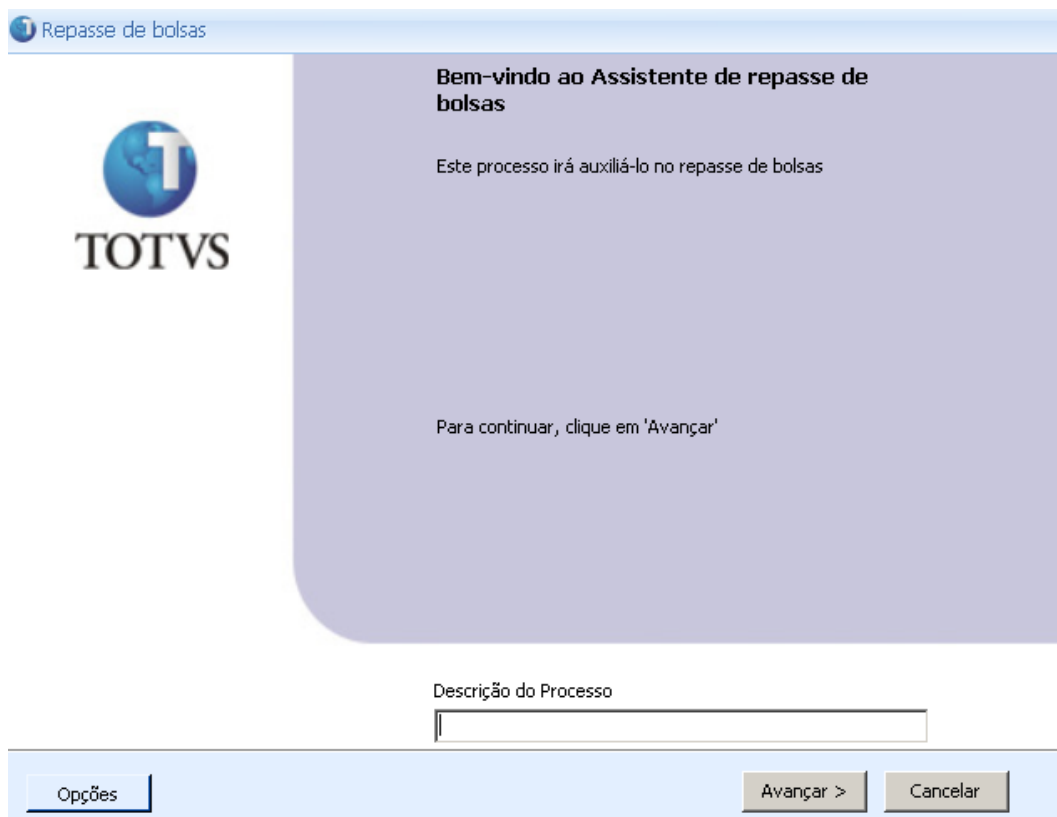 Repasse de bolsas
Bem-vindo ao Assistente de repasse de
bolsas
Este processo irá auxiliá-lo no repasse de bolsas
T
TOTVS
Para continuar, clique em 'Avançar'
Descrição do Processo
Opções
Avançar >
Cancelar